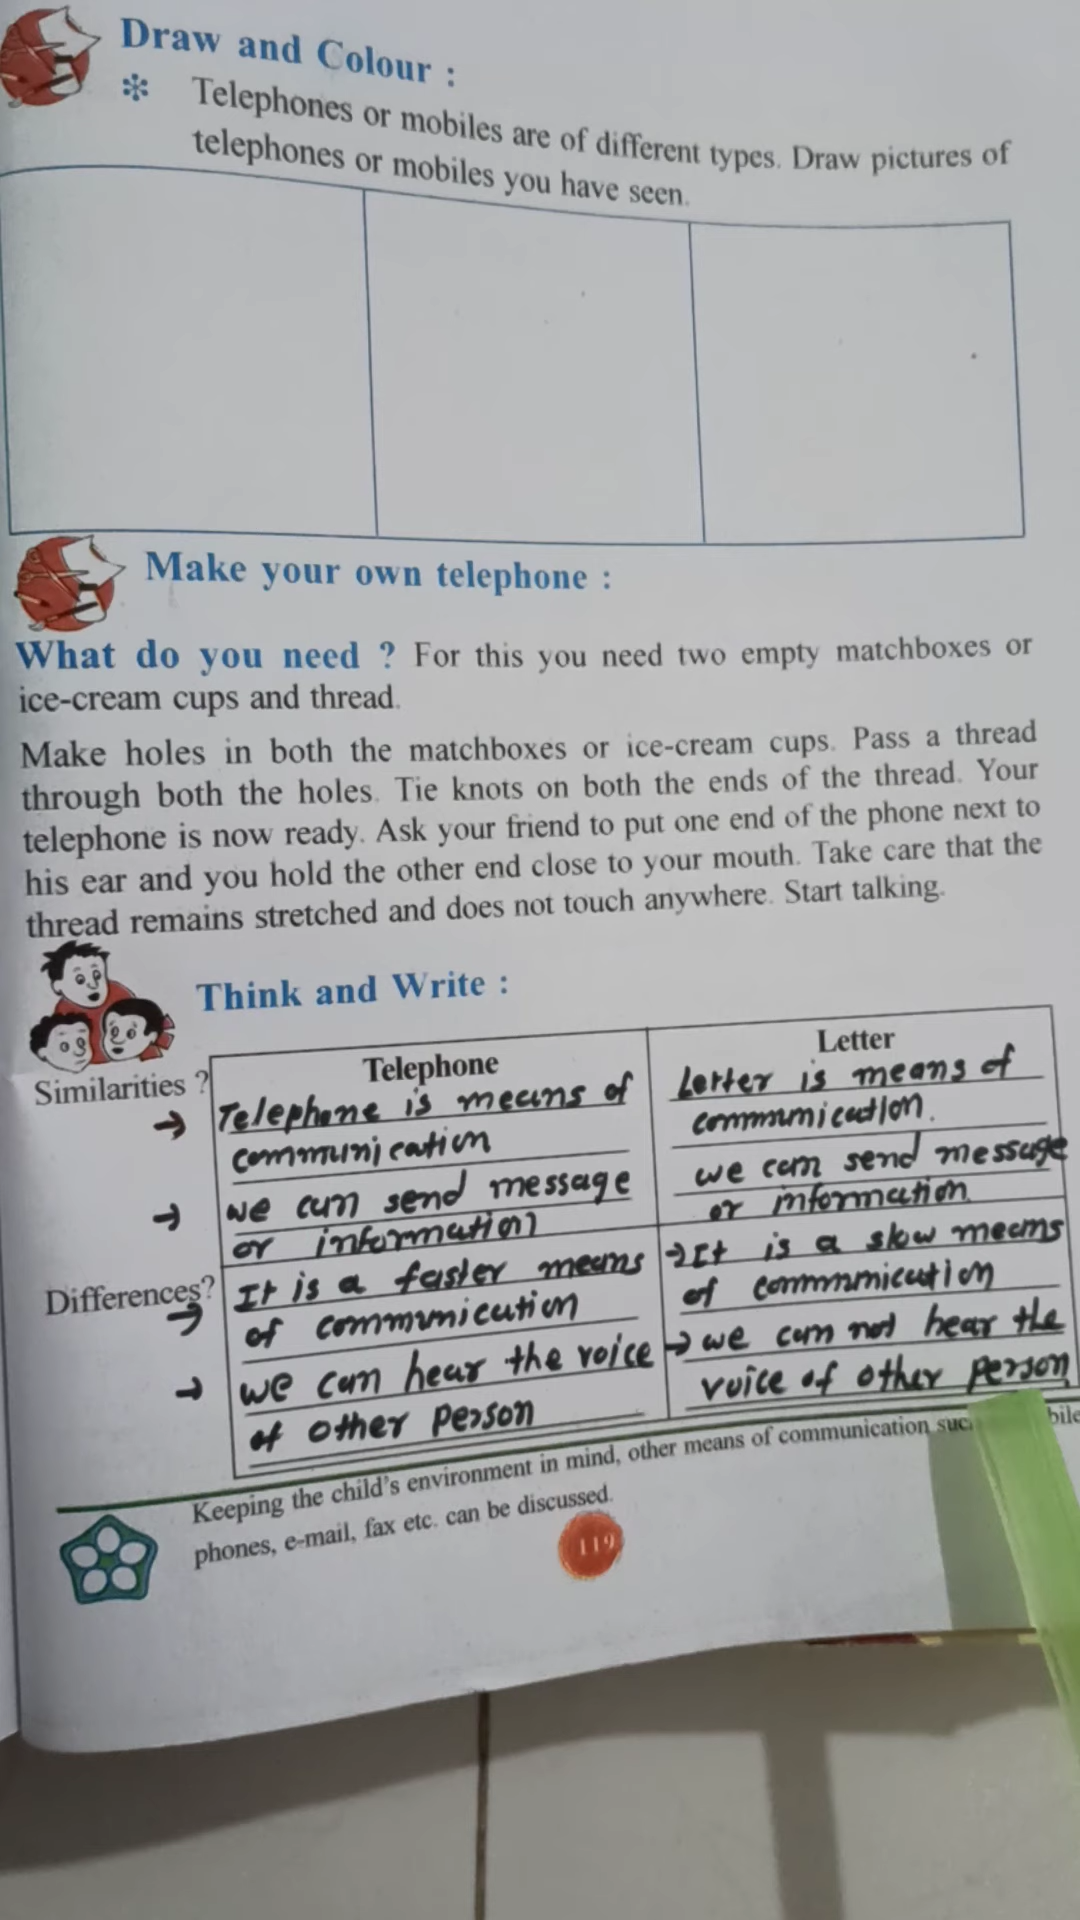 Draw and Colour :
✻ Telephones or mobiles are of different types. Draw pictures of
telephones or mobiles you have seen.
Make your own telephone :
What do you need ? For this you need two empty matchboxes or
ice-cream cups and thread.
Make holes in both the matchboxes or ice-cream cups. Pass a thread
through both the holes. Tie knots on both the ends of the thread. Your
telephone is now ready. Ask your friend to put one end of the phone next to
his ear and you hold the other end close to your mouth. Take care that the
thread remains stretched and does not touch anywhere. Start talking.
Think and Write :
Telephone
Letter
Similarities ?
→ Telephone is means of
communication
→ we can send message
or information
Letter is means of
communication.
we can send message
or information
Differences?
→ It is a faster means
of communication
→ we can hear the voice
of other person
→ It is a slow means
of communication
→ we can not hear the
voice of other person
Keeping the child's environment in mind, other means of communication
phones, e-mail, fax etc. can be discussed.
119